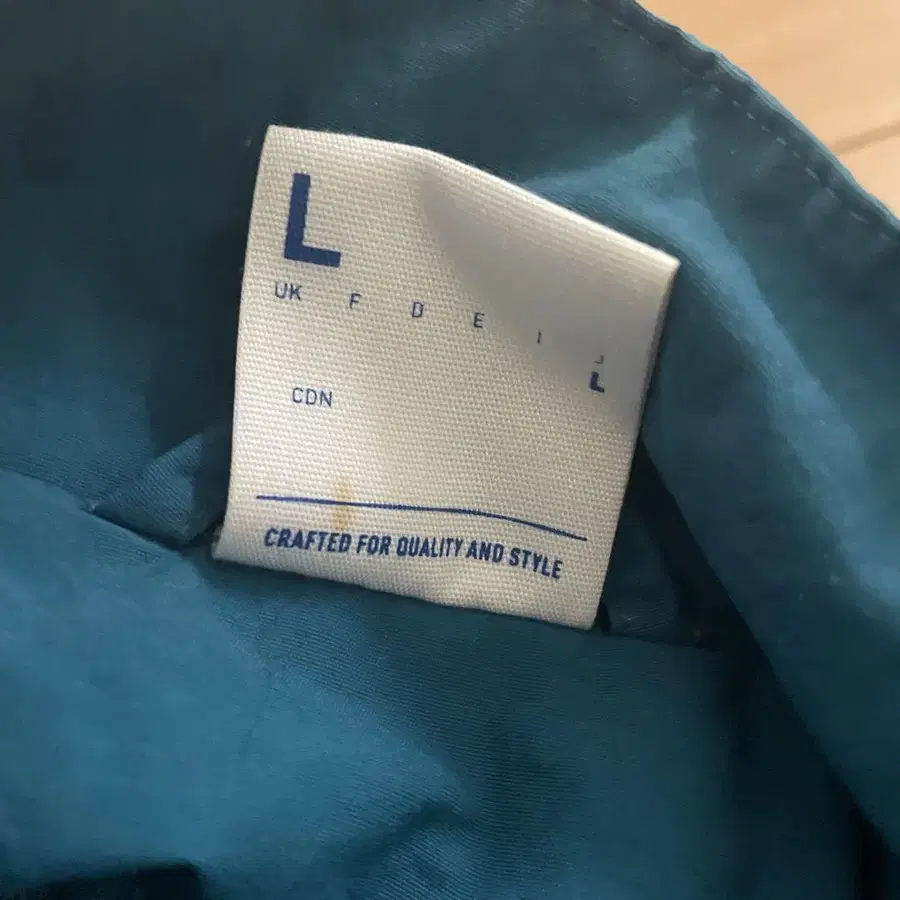 L
UK F D E I J
L
CDN
CRAFTED FOR QUALITY AND STYLE